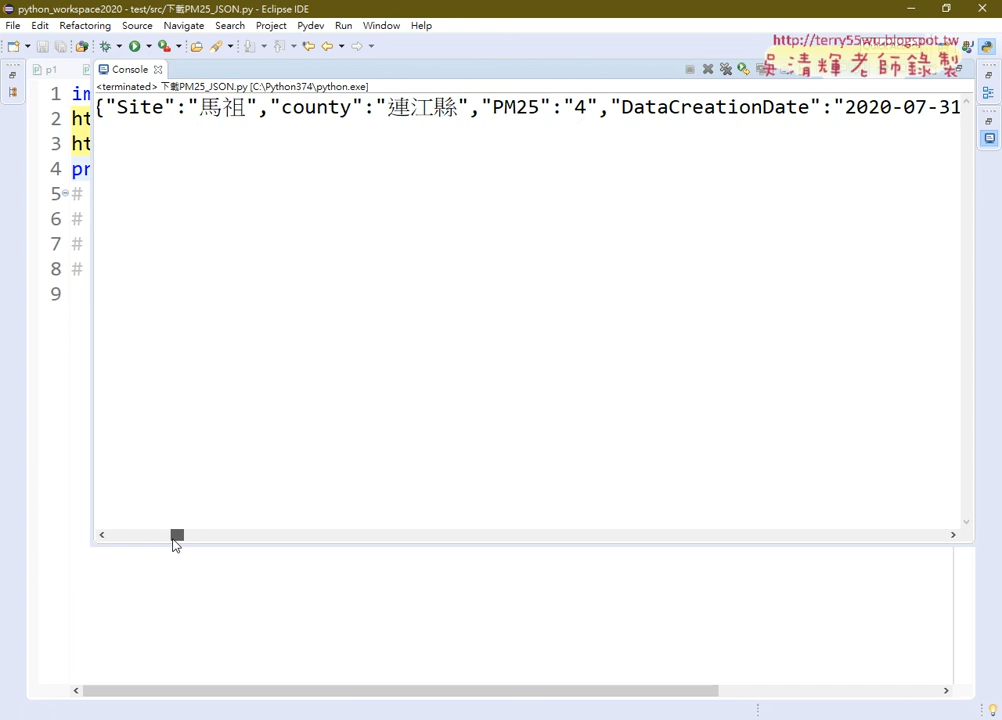 python_workspace2020 - test/src/下載PM25_JSON.py - Eclipse IDE
File Edit Refactoring Source Navigate Search Project Pydev Run Window Help
http://terry55wu.blogspot.tw
吳清輝老師錄製
p1
Console
<terminated> 下載PM25_JSON.py [C:\Python374\python.exe]
1 im
{"Site":"馬祖","county":"連江縣","PM25":"4","DataCreationDate":"2020-07-31
2 ht
3 ht
4 pr
5 #
6 #
7 #
8 #
9